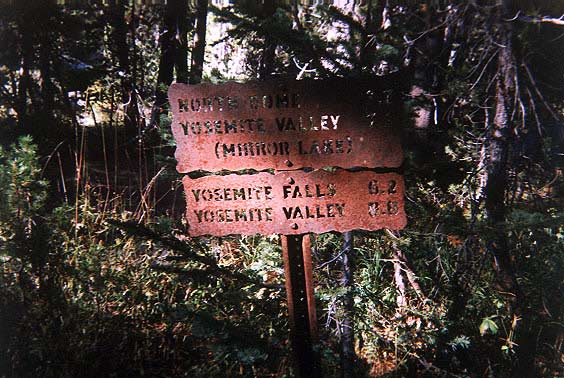 NORTH DOME
YOSEMITE VALLEY
(MIRROR LAKE)
YOSEMITE FALLS 6.2
YOSEMITE VALLEY